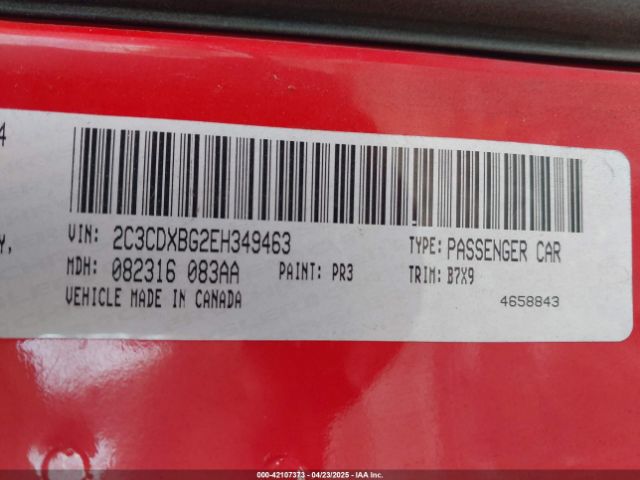 4
Y,
VIN: 2C3CDXBG2EH349463 TYPE: PASSENGER CAR
MDH: 082316 083AA PAINT: PR3 TRIM: B7X9
VEHICLE MADE IN CANADA 4658843
000-42107373 - 04/23/2025 - IAA Inc.